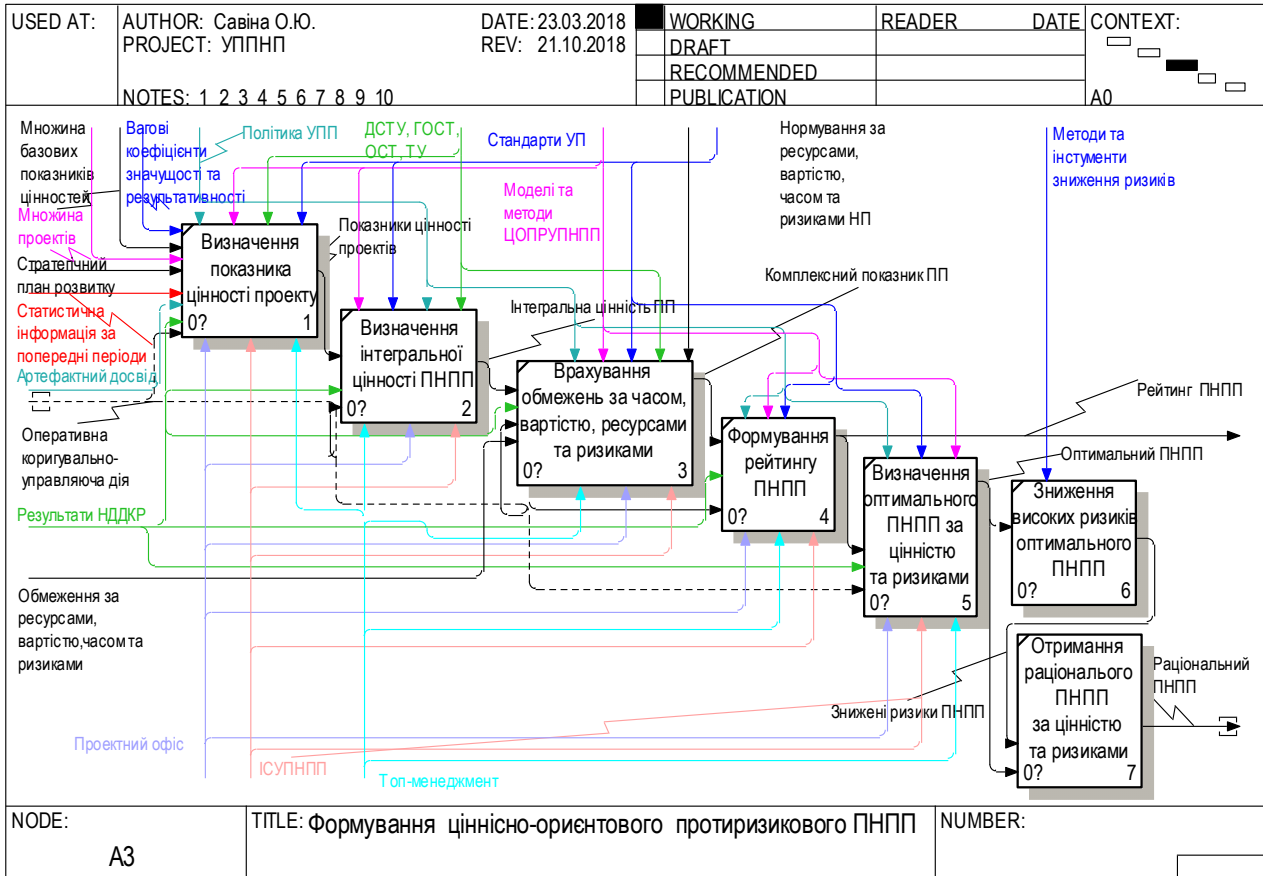 USED AT:
AUTHOR: Савіна О.Ю.
DATE: 23.03.2018
PROJECT: УППНП
REV: 21.10.2018
NOTES: 1 2 3 4 5 6 7 8 9 10
WORKING
DRAFT
RECOMMENDED
PUBLICATION
READER
DATE
CONTEXT:
A0
Множина
базових
показників
цінностей
Вагові
коефіцієнти
значущості та
результативності
Політика УПП
ДСТУ, ГОСТ,
ОСТ, ТУ
Стандарти УП
Моделі та
методи
ЦОПРУПНПП
Нормування за
ресурсами,
вартістю,
часом та
ризиками НП
Методи та
інстументи
зниження ризиків
Множина
проектів
Стратегічний
план розвитку
Статистична
інформація за
попередні періоди
Артефактний досвід
Оперативна
коригувально-
управляюча дія
Результати НДДКР
Обмеження за
ресурсами,
вартістю,часом та
ризиками
Визначення
показника
цінності проекту
0? 1
Показники цінності
проектів
Визначення
інтегральної
цінності ПНПП
0? 2
Інтегральна цінність ПП
Врахування
обмежень за часом,
вартістю, ресурсами
та ризиками
0? 3
Комплексний показник ПП
Формування
рейтингу
ПНПП
0? 4
Рейтинг ПНПП
Визначення
оптимального
ПНПП за
цінністю
та ризиками
0? 5
Оптимальний ПНПП
Зниження
високих ризиків
оптимального
ПНПП
0? 6
Знижені ризики ПНПП
Отримання
раціонального
ПНПП
за цінністю
та ризиками
0? 7
Раціональний
ПНПП
Проектний офіс
ІСУПНПП
Топ-менеджмент
NODE:
A3
TITLE: Формування ціннісно-ориєнтового протиризикового ПНПП
NUMBER: